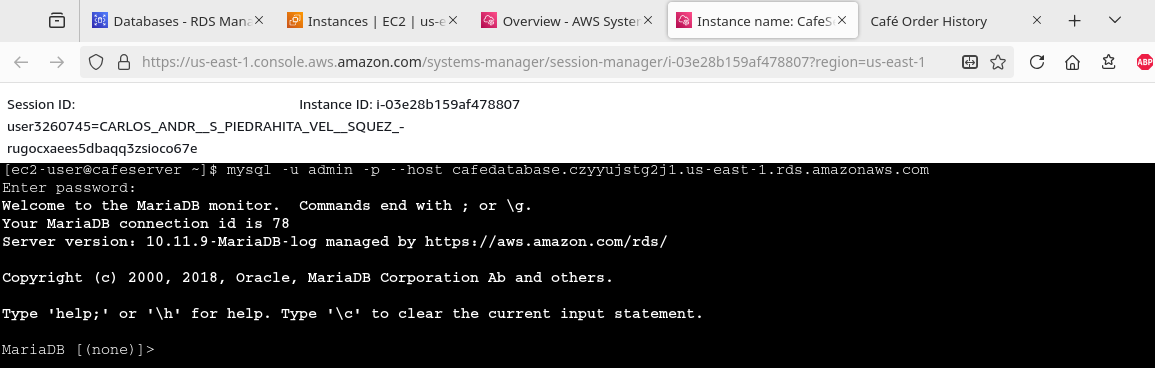 Databases - RDS Mana
Instances | EC2 | us-e
Overview - AWS System
Instance name: CafeSe
Café Order History
https://us-east-1.console.aws.amazon.com/systems-manager/session-manager/i-03e28b159af478807?region=us-east-1
ABP
Session ID: Instance ID: i-03e28b159af478807
user3260745=CARLOS_ANDR__S_PIEDRAHITA_VEL__SQUEZ_-
rugocxaees5dbaqq3zsioco67e
[ec2-user@cafeserver ~]$ mysql -u admin -p --host cafedatabase.czyyujstg2j1.us-east-1.rds.amazonaws.com
Enter password:
Welcome to the MariaDB monitor.  Commands end with ; or \g.
Your MariaDB connection id is 78
Server version: 10.11.9-MariaDB-log managed by https://aws.amazon.com/rds/
Copyright (c) 2000, 2018, Oracle, MariaDB Corporation Ab and others.
Type 'help;' or '\h' for help. Type '\c' to clear the current input statement.
MariaDB [(none)]>